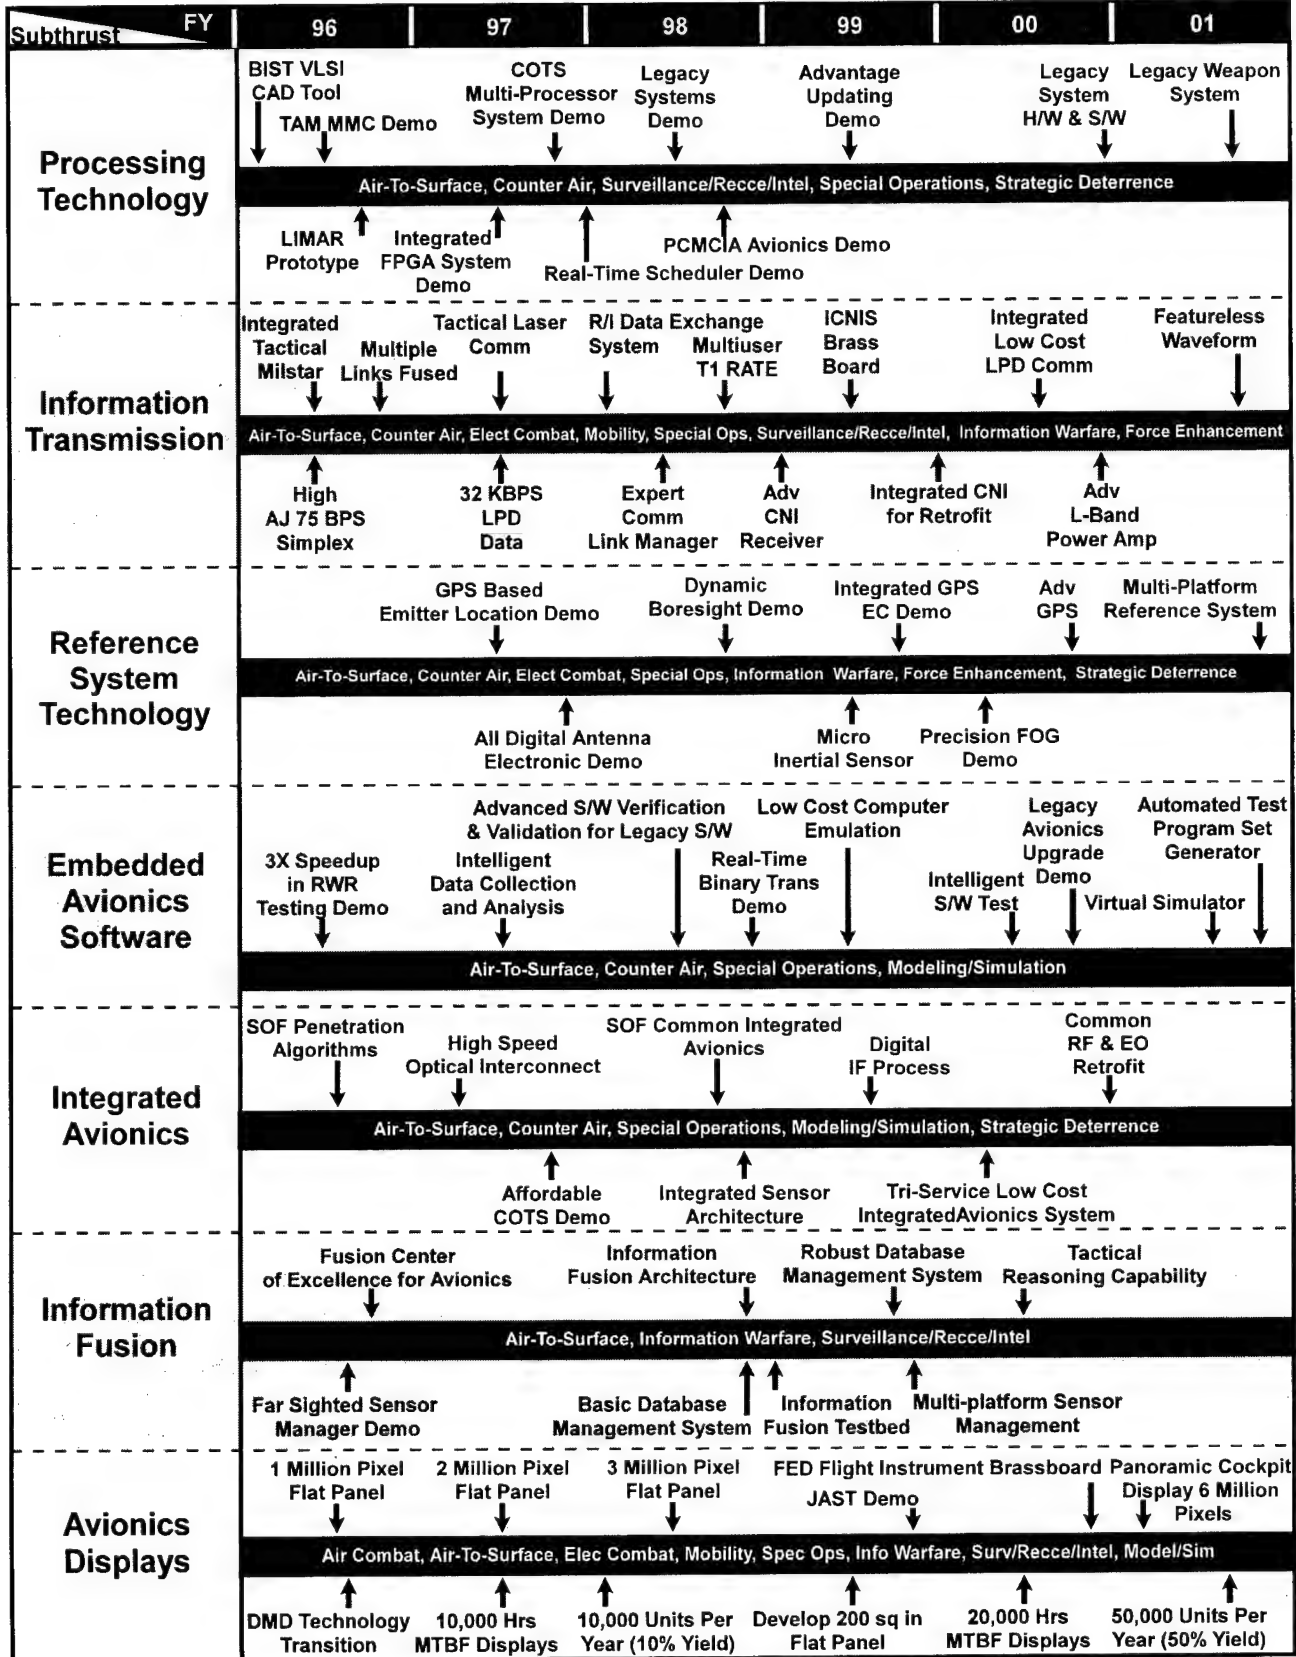 Subthrust FY 96 97 98 99 00 01
Processing
Technology
BIST VLSI
CAD Tool
TAM MMC Demo
COTS
Multi-Processor
System Demo
Legacy
Systems
Demo
Advantage
Updating
Demo
Legacy
System
H/W & S/W
Legacy Weapon
System
Air-To-Surface, Counter Air, Surveillance/Recce/Intel, Special Operations, Strategic Deterrence
LIMAR
Prototype
Integrated
FPGA System
Demo
Real-Time Scheduler Demo
PCMCIA Avionics Demo
Information
Transmission
Integrated
Tactical
Milstar
Multiple
Links Fused
Tactical Laser
Comm
R/I Data Exchange
System
Multiuser
T1 RATE
ICNIS
Brass
Board
Integrated
Low Cost
LPD Comm
Featureless
Waveform
Air-To-Surface, Counter Air, Elect Combat, Mobility, Special Ops, Surveillance/Recce/Intel, Information Warfare, Force Enhancement
High
AJ 75 BPS
Simplex
32 KBPS
LPD
Data
Expert
Comm
Link Manager
Adv
CNI
Receiver
Integrated CNI
for Retrofit
Adv
L-Band
Power Amp
Reference
System
Technology
GPS Based
Emitter Location Demo
Dynamic
Boresight Demo
Integrated GPS
EC Demo
Adv
GPS
Multi-Platform
Reference System
Air-To-Surface, Counter Air, Elect Combat, Special Ops, Information Warfare, Force Enhancement, Strategic Deterrence
All Digital Antenna
Electronic Demo
Micro
Inertial Sensor
Precision FOG
Demo
Embedded
Avionics
Software
3X Speedup
in RWR
Testing Demo
Advanced S/W Verification
& Validation for Legacy S/W
Intelligent
Data Collection
and Analysis
Real-Time
Binary Trans
Demo
Low Cost Computer
Emulation
Intelligent
S/W Test
Legacy
Avionics
Upgrade
Demo
Virtual Simulator
Automated Test
Program Set
Generator
Air-To-Surface, Counter Air, Special Operations, Modeling/Simulation
Integrated
Avionics
SOF Penetration
Algorithms
High Speed
Optical Interconnect
SOF Common Integrated
Avionics
Digital
IF Process
Common
RF & EO
Retrofit
Air-To-Surface, Counter Air, Special Operations, Modeling/Simulation, Strategic Deterrence
Affordable
COTS Demo
Integrated Sensor
Architecture
Tri-Service Low Cost
IntegratedAvionics System
Information
Fusion
Fusion Center
of Excellence for Avionics
Information
Fusion Architecture
Robust Database
Management System
Tactical
Reasoning Capability
Air-To-Surface, Information Warfare, Surveillance/Recce/Intel
Far Sighted Sensor
Manager Demo
Basic Database
Management System
Information
Fusion Testbed
Multi-platform Sensor
Management
Avionics
Displays
1 Million Pixel
Flat Panel
2 Million Pixel
Flat Panel
3 Million Pixel
Flat Panel
FED Flight Instrument Brassboard
JAST Demo
Panoramic Cockpit
Display 6 Million
Pixels
Air Combat, Air-To-Surface, Elec Combat, Mobility, Spec Ops, Info Warfare, Surv/Recce/Intel, Model/Sim
DMD Technology
Transition
10,000 Hrs
MTBF Displays
10,000 Units Per
Year (10% Yield)
Develop 200 sq in
Flat Panel
20,000 Hrs
MTBF Displays
50,000 Units Per
Year (50% Yield)